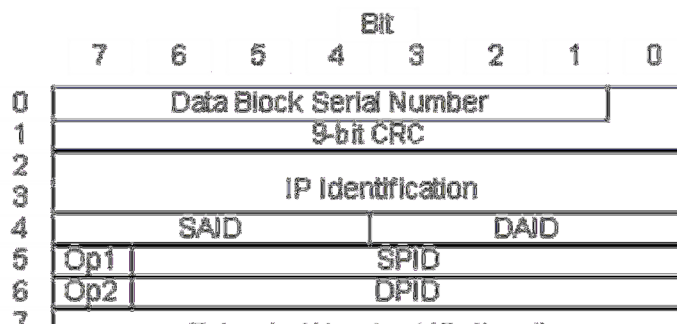 Bit
7 6 5 4 3 2 1 0
0 Data Block Serial Number
1 9-bit CRC
2
IP Identification
3
4 SAID DAID
5 Op1 SPID
6 Op2 DPID
7